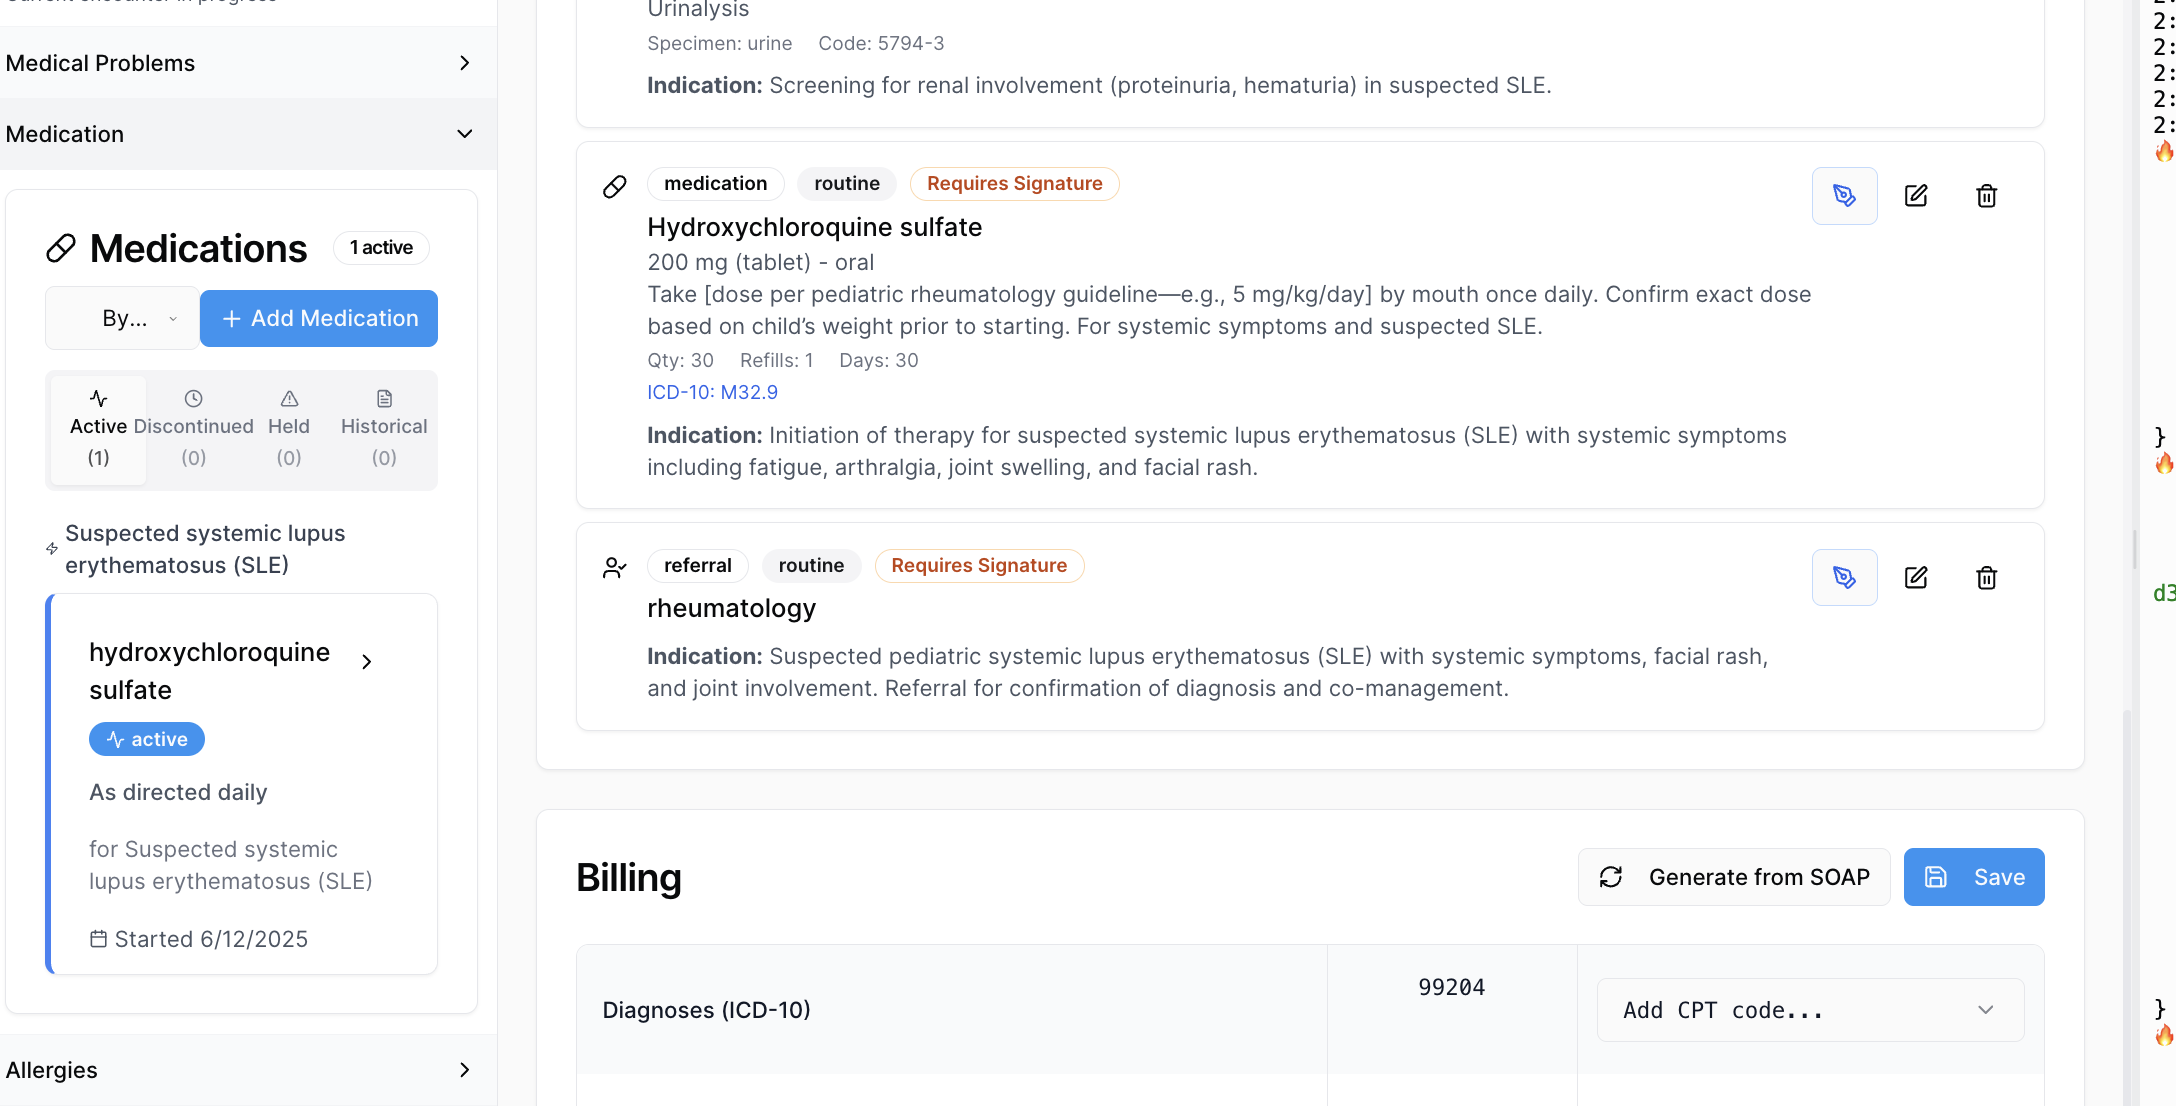 Medical Problems
Medication
Medications
1 active
By...
+ Add Medication
Active
(1)
Discontinued
(0)
Held
(0)
Historical
(0)
Suspected systemic lupus
erythematosus (SLE)
hydroxychloroquine
sulfate
active
As directed daily
for Suspected systemic
lupus erythematosus (SLE)
Started 6/12/2025
Allergies
Urinalysis
Specimen: urine Code: 5794-3
Indication: Screening for renal involvement (proteinuria, hematuria) in suspected SLE.
medication routine Requires Signature
Hydroxychloroquine sulfate
200 mg (tablet) - oral
Take [dose per pediatric rheumatology guideline—e.g., 5 mg/kg/day] by mouth once daily. Confirm exact dose
based on child’s weight prior to starting. For systemic symptoms and suspected SLE.
Qty: 30 Refills: 1 Days: 30
ICD-10: M32.9
Indication: Initiation of therapy for suspected systemic lupus erythematosus (SLE) with systemic symptoms
including fatigue, arthralgia, joint swelling, and facial rash.
referral routine Requires Signature
rheumatology
Indication: Suspected pediatric systemic lupus erythematosus (SLE) with systemic symptoms, facial rash,
and joint involvement. Referral for confirmation of diagnosis and co-management.
Billing
Generate from SOAP
Save
Diagnoses (ICD-10)
99204
Add CPT code...
2:
2:
2:
2:
2:
}
d3
}